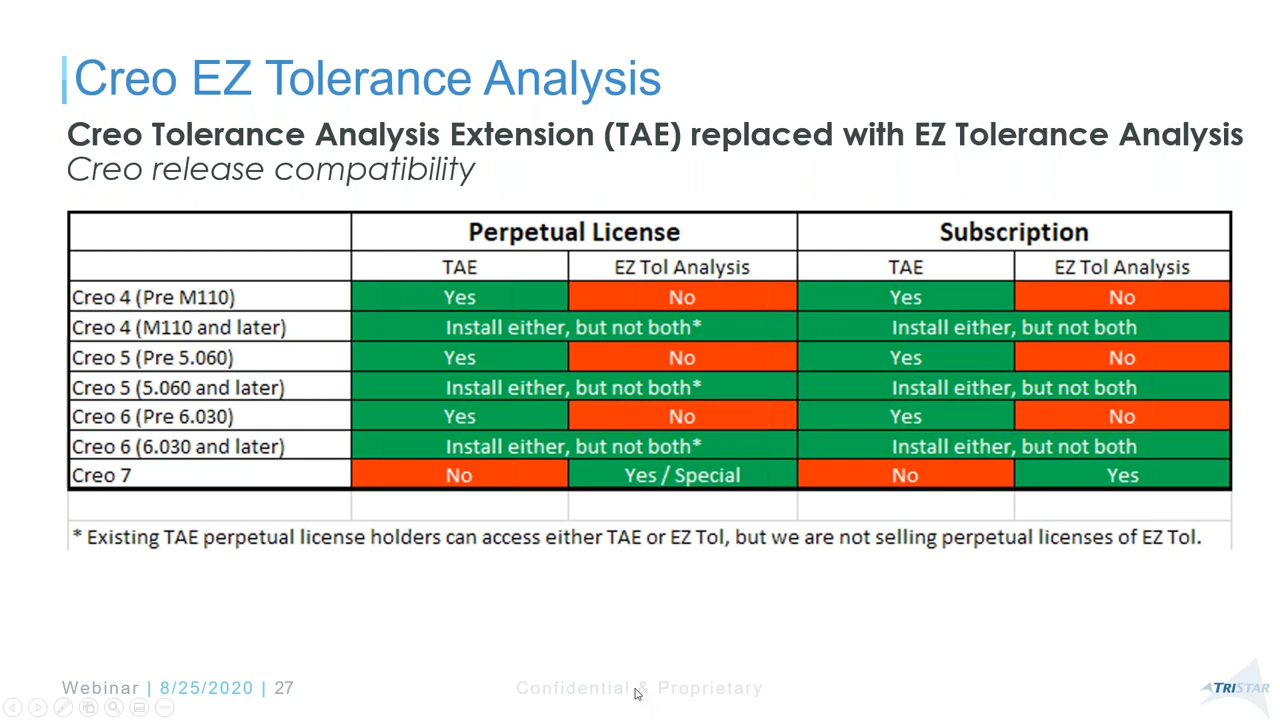 Creo EZ Tolerance Analysis
Creo Tolerance Analysis Extension (TAE) replaced with EZ Tolerance Analysis
Creo release compatibility
Perpetual License Subscription
TAE EZ Tol Analysis TAE EZ Tol Analysis
Creo 4 (Pre M110) Yes No Yes No
Creo 4 (M110 and later) Install either, but not both* Install either, but not both
Creo 5 (Pre 5.060) Yes No Yes No
Creo 5 (5.060 and later) Install either, but not both* Install either, but not both
Creo 6 (Pre 6.030) Yes No Yes No
Creo 6 (6.030 and later) Install either, but not both* Install either, but not both
Creo 7 No Yes / Special No Yes
* Existing TAE perpetual license holders can access either TAE or EZ Tol, but we are not selling perpetual licenses of EZ Tol.
Webinar | 8/25/2020 | 27 Confidential & Proprietary TRISTAR